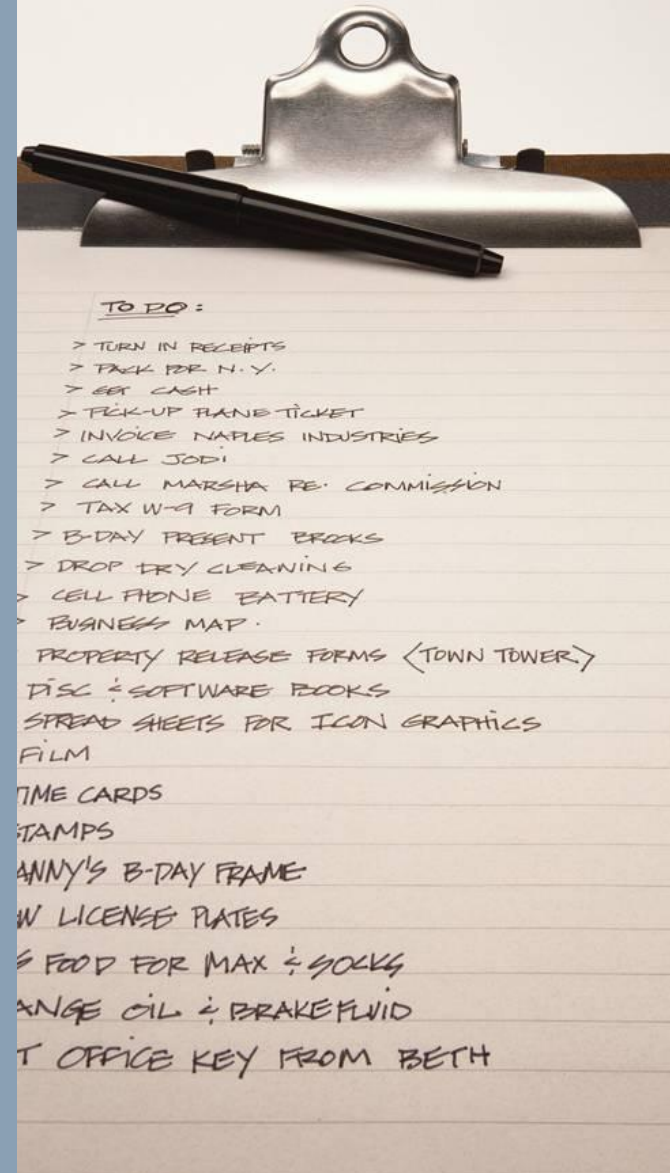 TO DO:
> TURN IN RECEIPTS
> PACK FOR N.Y.
> GET CASH
> PICK-UP PLANE TICKET
> INVOICE NAPLES INDUSTRIES
> CALL JODI
> CALL MARSHA RE. COMMISSION
> TAX W-9 FORM
> B-DAY PRESENT BROOKS
> DROP DRY CLEANING
> CELL PHONE BATTERY
> BUSINESS MAP.
PROPERTY RELEASE FORMS <TOWN TOWER>
DISC & SOFTWARE BOOKS
SPREAD SHEETS FOR ICON GRAPHICS
FILM
TIME CARDS
STAMPS
ANNY'S B-DAY FRAME
W LICENSE PLATES
FOOD FOR MAX & SOCKS
ANGE OIL & BRAKE FLUID
T OFFICE KEY FROM BETH